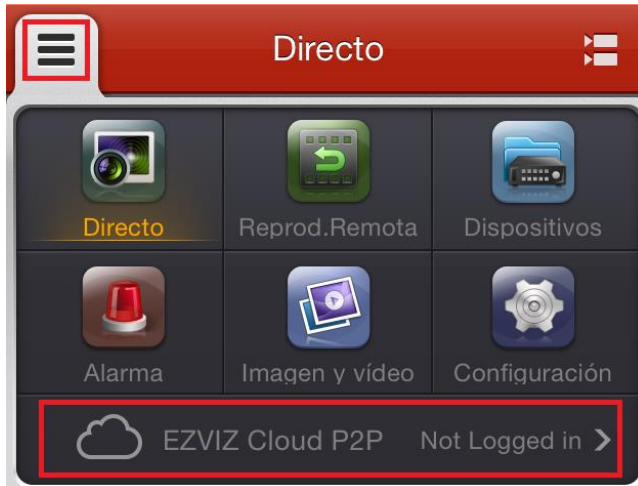 Directo
Directo
Reprod.Remota
Dispositivos
Alarma
Imagen y vídeo
Configuración
EZVIZ Cloud P2P Not Logged in